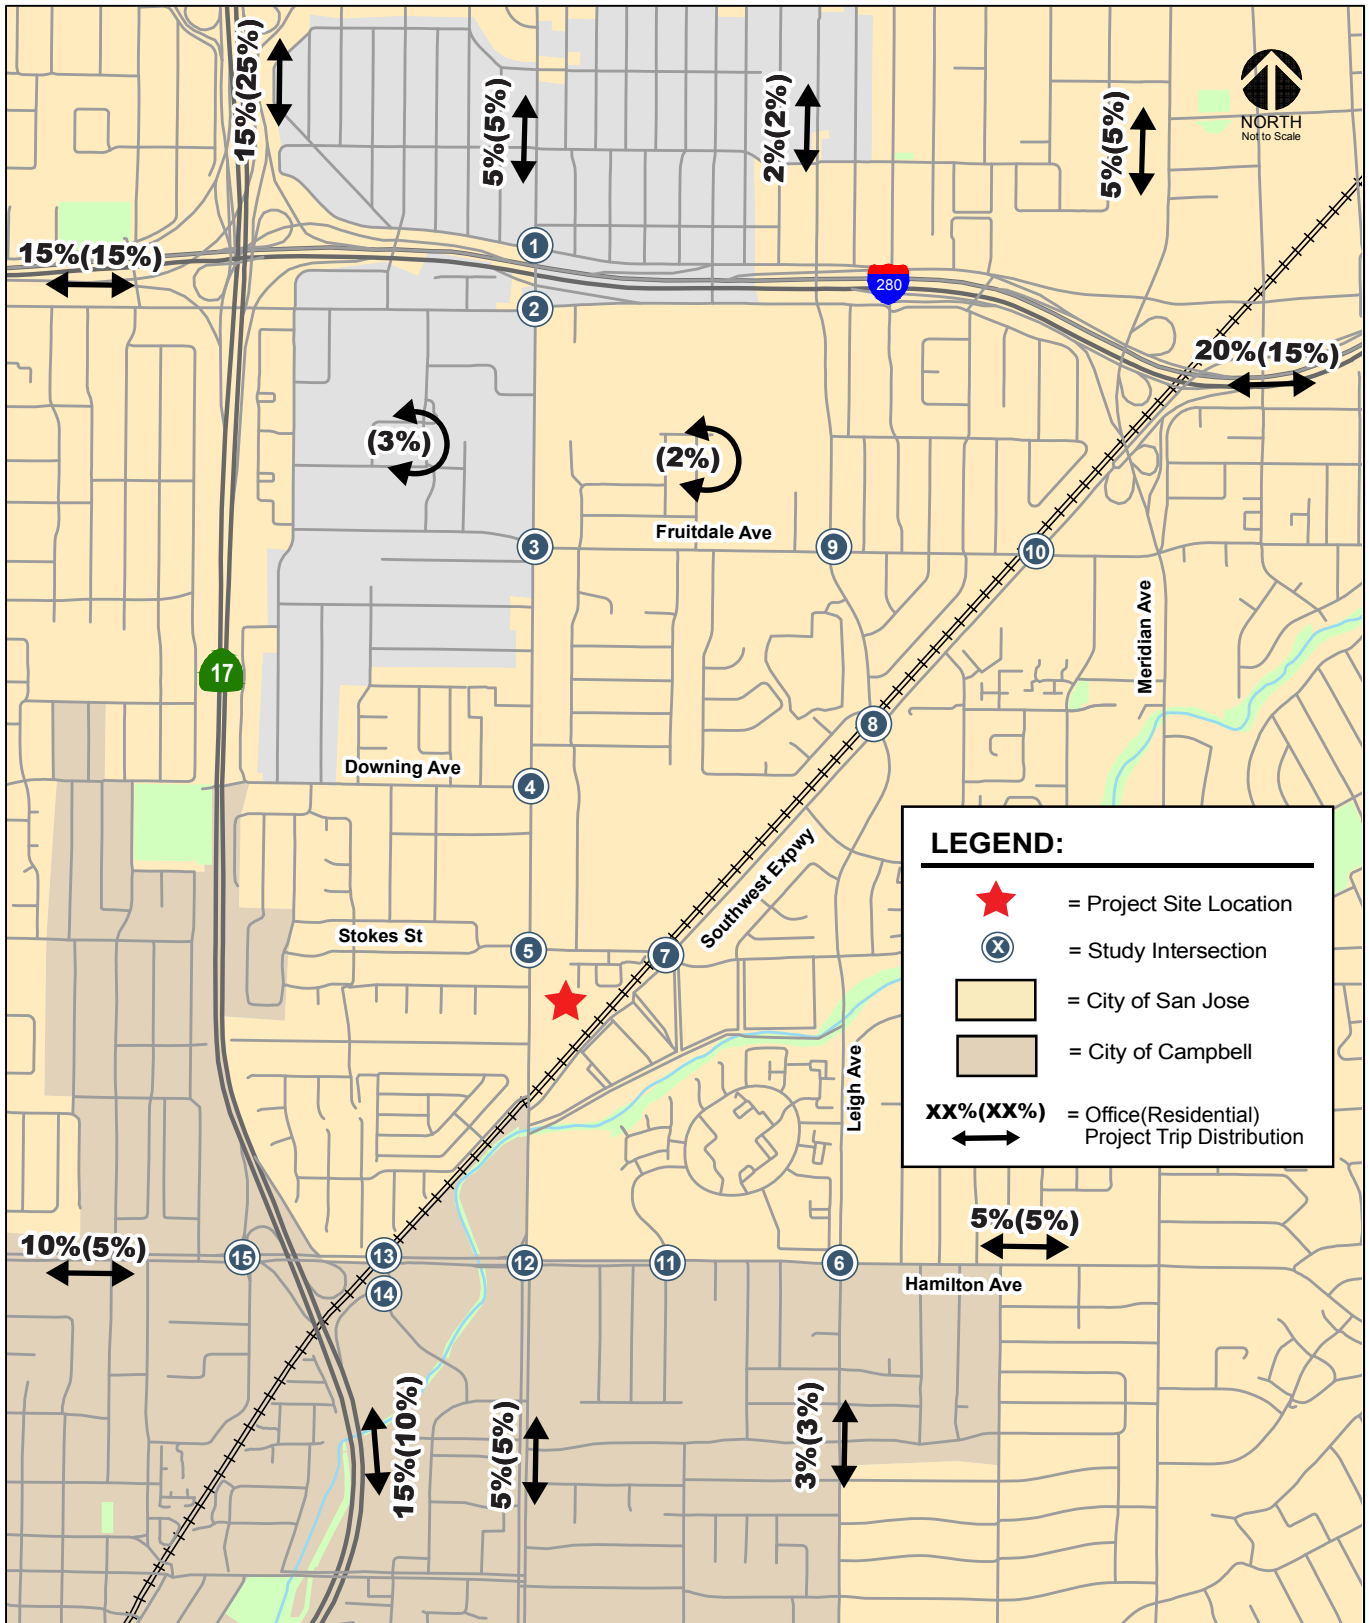 15%(25%)
5%(5%)
2%(2%)
5%(5%)
NORTH
Not to Scale
15%(15%)
1
280
2
20%(15%)
(3%)
(2%)
Fruitdale Ave
3
9
10
Meridian Ave
17
8
Downing Ave
4
Southwest Expwy
Stokes St
5
7
LEGEND:
= Project Site Location
X
= Study Intersection
= City of San Jose
= City of Campbell
XX%(XX%)
= Office(Residential)
Project Trip Distribution
Leigh Ave
10%(5%)
15
13
12
11
6
5%(5%)
Hamilton Ave
14
15%(10%)
5%(5%)
3%(3%)